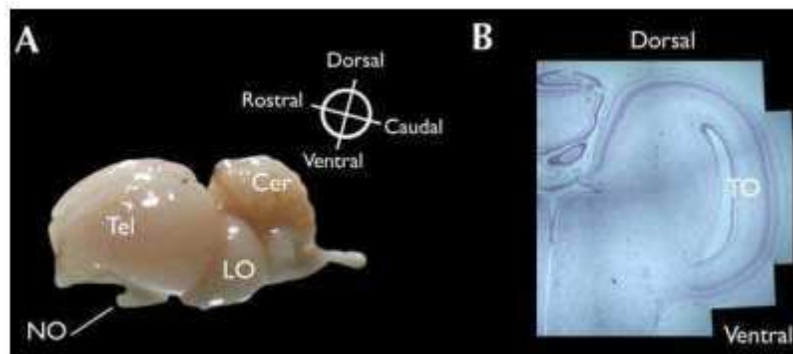 A
Dorsal
Rostral
Caudal
Ventral
Cer
Tel
LO
NO
B
Dorsal
TO
Ventral